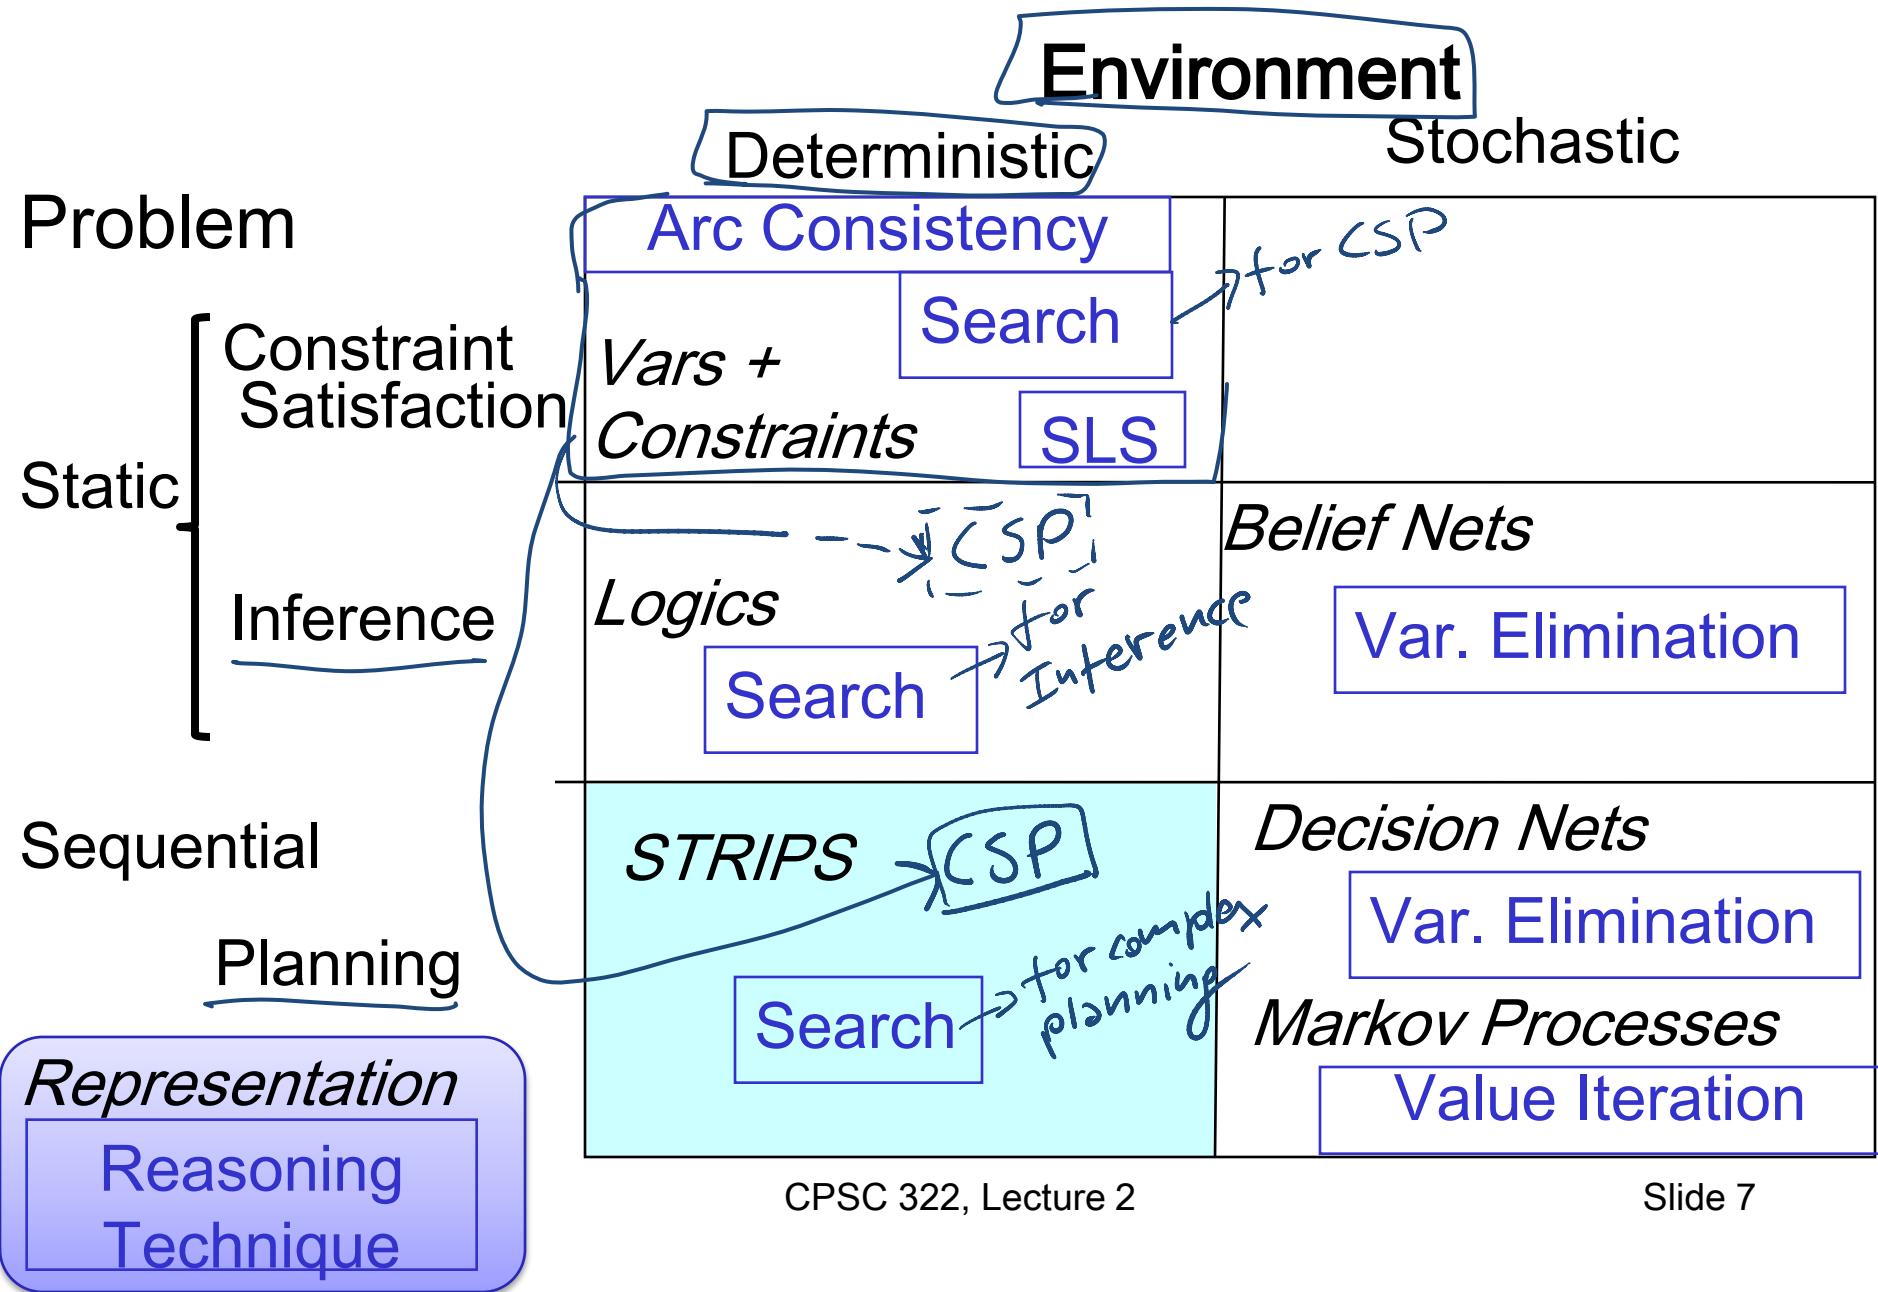 Environment
Deterministic
Stochastic
Problem
Arc Consistency
for CSP
Search
Constraint
Satisfaction
Vars +
Constraints
SLS
Static
CSP
Belief Nets
Logics
for
Inference
Inference
Var. Elimination
Search
Sequential
STRIPS
CSP
Decision Nets
Var. Elimination
Planning
for complex
planning
Search
Markov Processes
Value Iteration
Representation
Reasoning
Technique
CPSC 322, Lecture 2
Slide 7